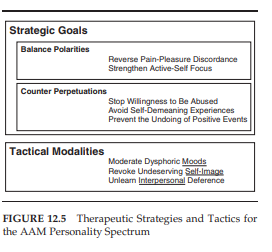 Strategic Goals
Balance Polarities
Reverse Pain-Pleasure Discordance
Strengthen Active-Self Focus
Counter Perpetuations
Stop Willingness to Be Abused
Avoid Self-Demeaning Experiences
Prevent the Undoing of Positive Events
Tactical Modalities
Moderate Dysphoric Moods
Revoke Undeserving Self-Image
Unlearn Interpersonal Deference
FIGURE 12.5 Therapeutic Strategies and Tactics for
the AAM Personality Spectrum